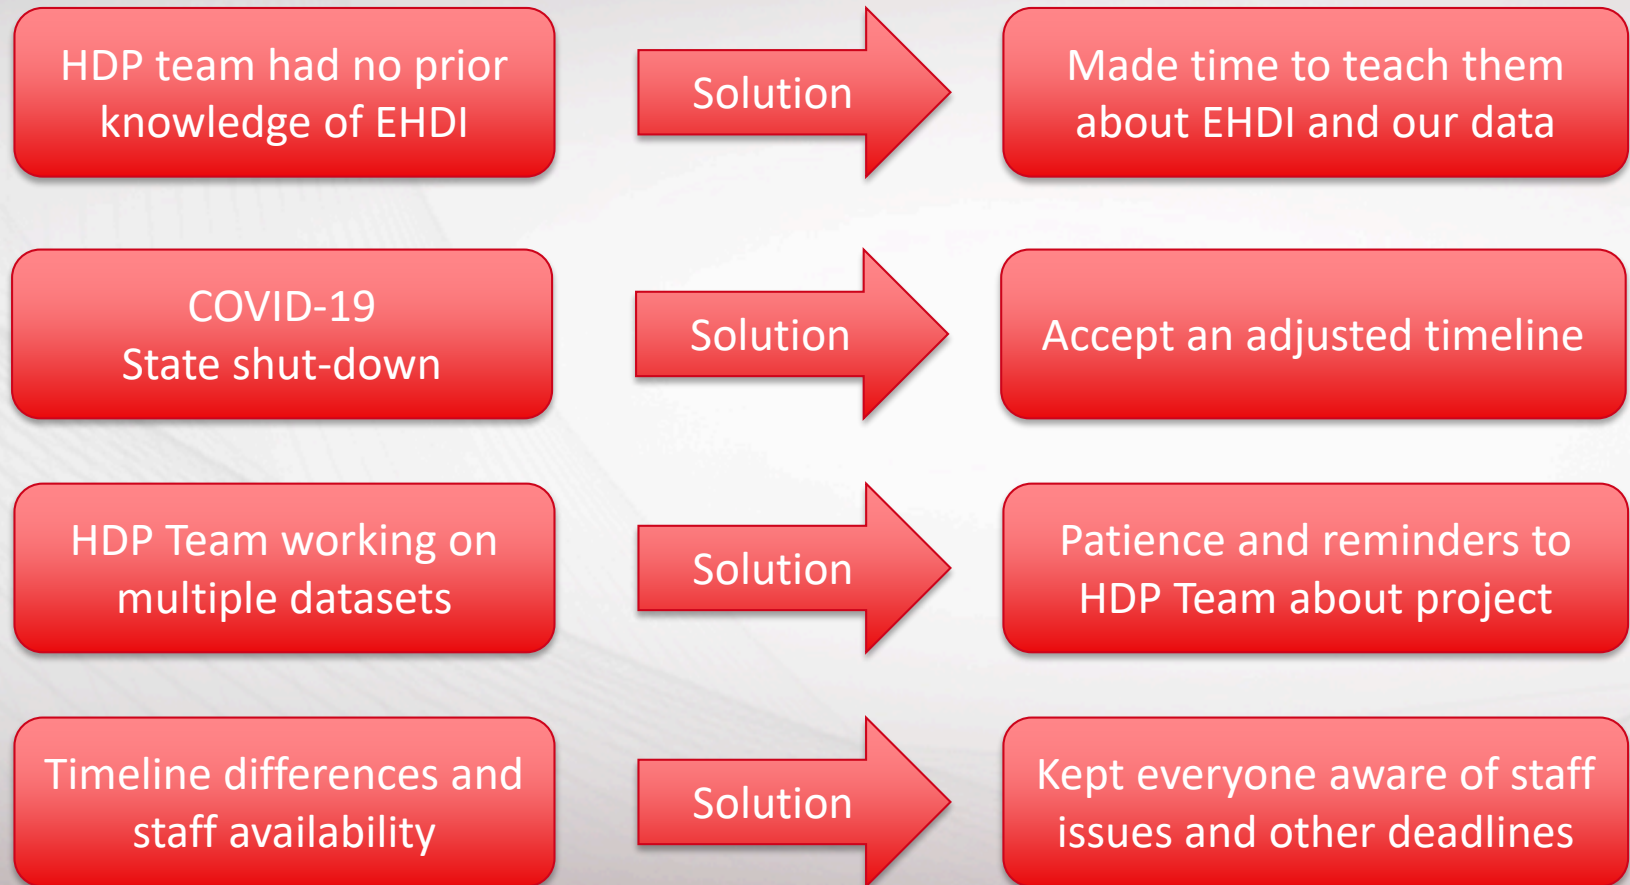 HDP team had no prior
knowledge of EHDI
Solution
Made time to teach them
about EHDI and our data
COVID-19
State shut-down
Solution
Accept an adjusted timeline
HDP Team working on
multiple datasets
Solution
Patience and reminders to
HDP Team about project
Timeline differences and
staff availability
Solution
Kept everyone aware of staff
issues and other deadlines